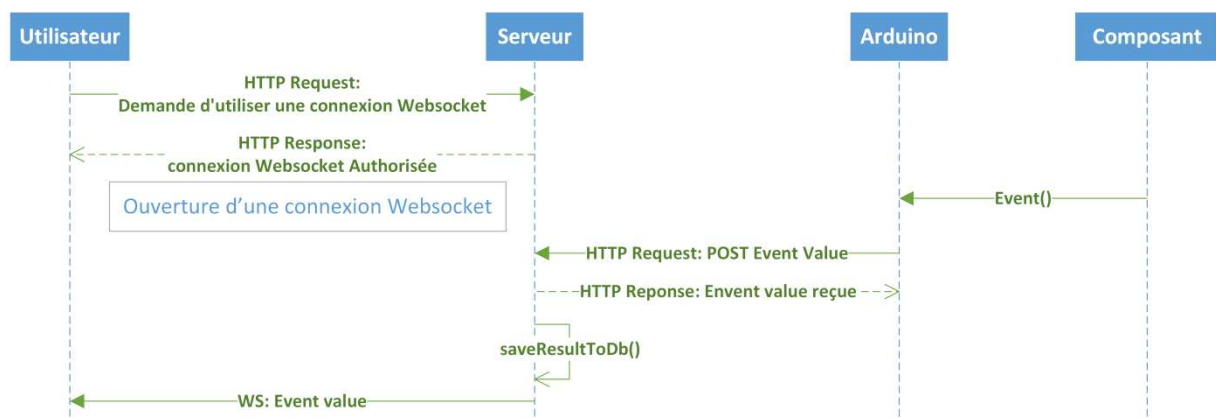 Utilisateur
Serveur
Arduino
Composant
HTTP Request:
Demande d'utiliser une connexion Websocket
HTTP Response:
connexion Websocket Authorisée
Ouverture d’une connexion Websocket
Event()
HTTP Request: POST Event Value
HTTP Reponse: Envent value reçue
saveResultToDb()
WS: Event value